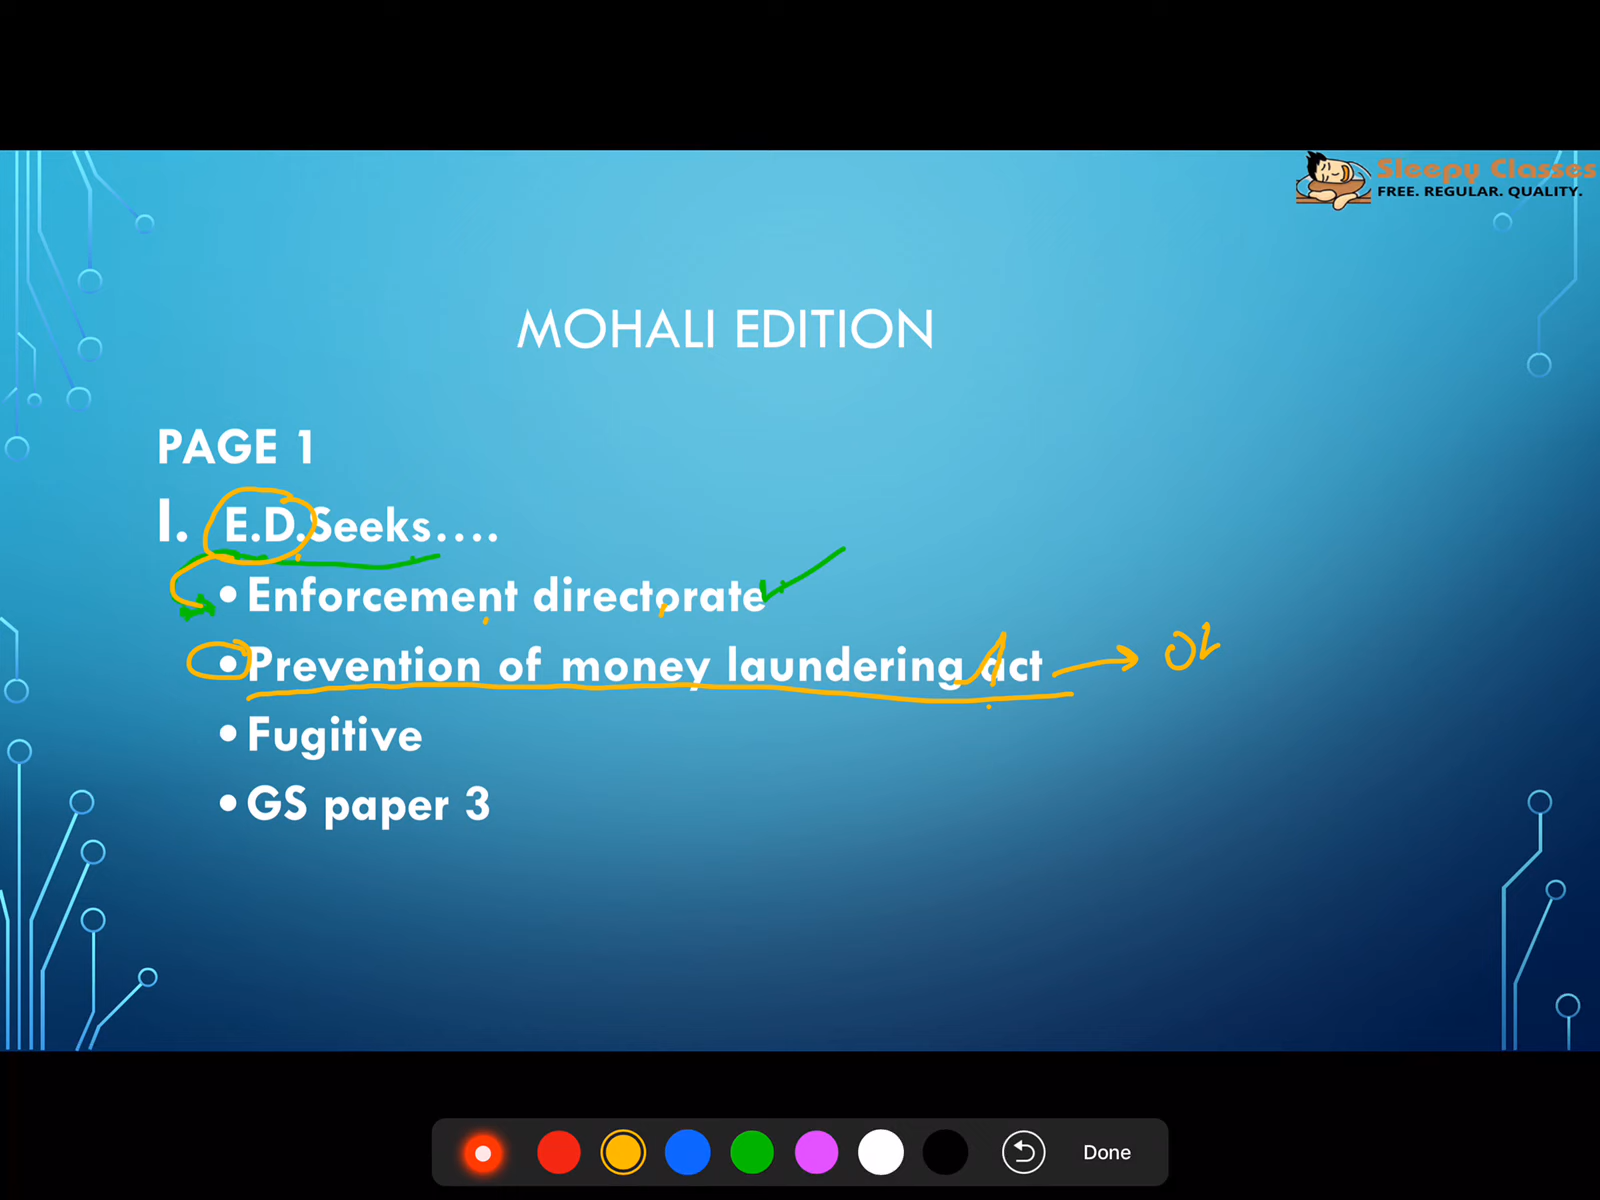 Sleepy Classes
FREE. REGULAR. QUALITY.
MOHALI EDITION
PAGE 1
I. E.D.Seeks....
• Enforcement directorate
• Prevention of money laundering act
• Fugitive
• GS paper 3
Done